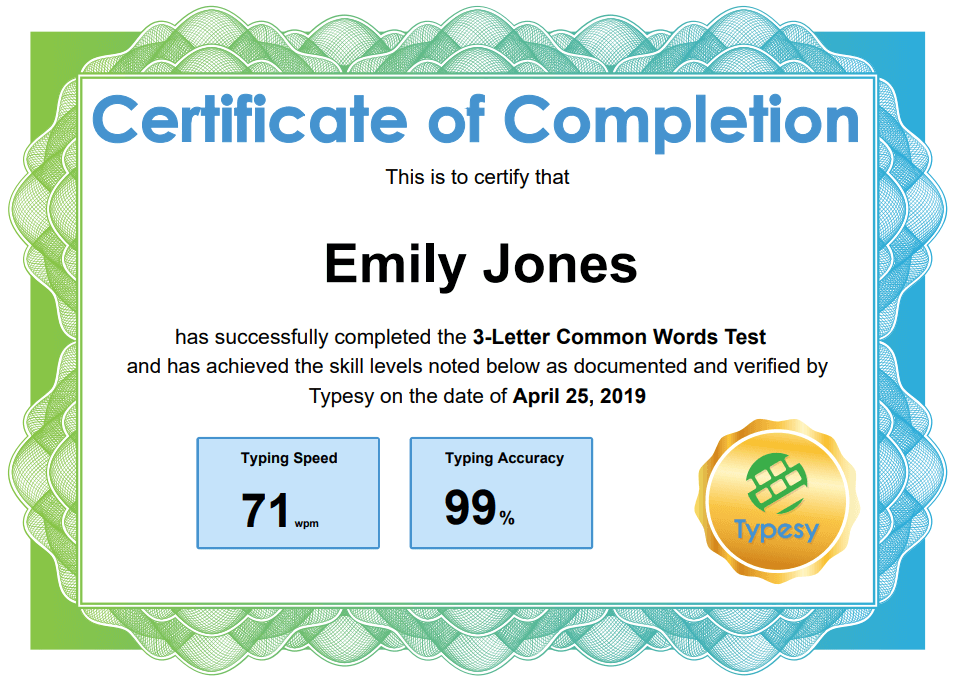 Certificate of Completion
This is to certify that
Emily Jones
has successfully completed the 3-Letter Common Words Test
and has achieved the skill levels noted below as documented and verified by
Typesy on the date of April 25, 2019
Typing Speed
71 wpm
Typing Accuracy
99 %
Typesy